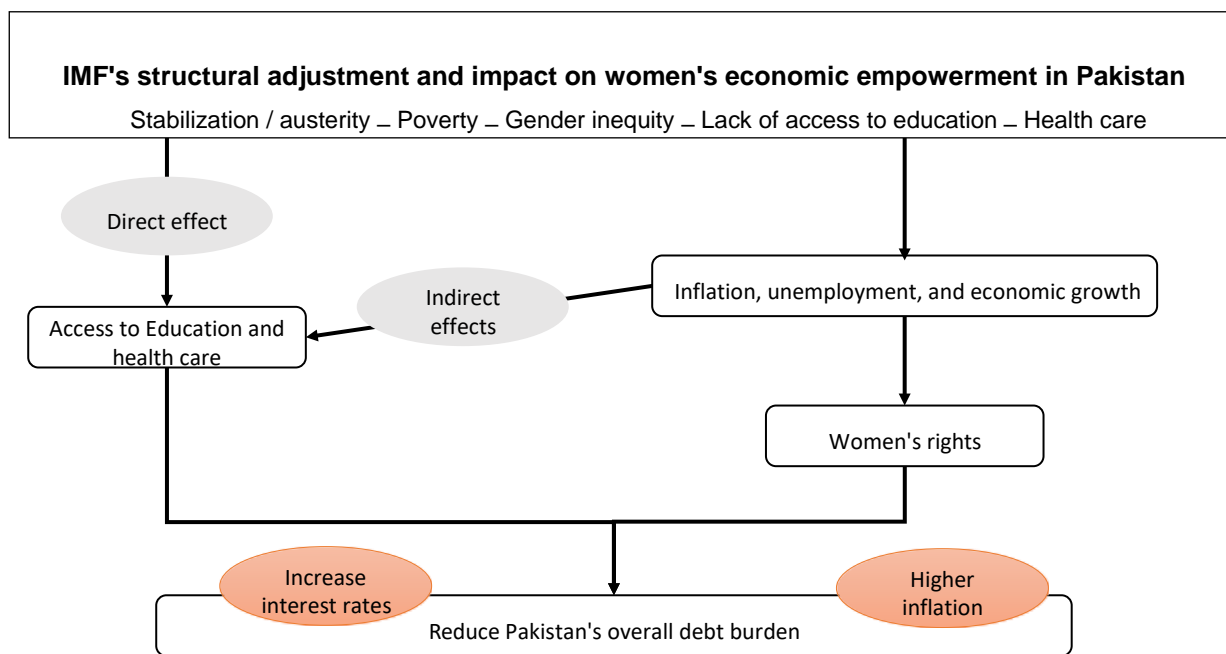 IMF's structural adjustment and impact on women's economic empowerment in Pakistan
Stabilization / austerity – Poverty – Gender inequity – Lack of access to education – Health care
Direct effect
Indirect
effects
Inflation, unemployment, and economic growth
Access to Education and
health care
Women's rights
Increase
interest rates
Higher
inflation
Reduce Pakistan's overall debt burden